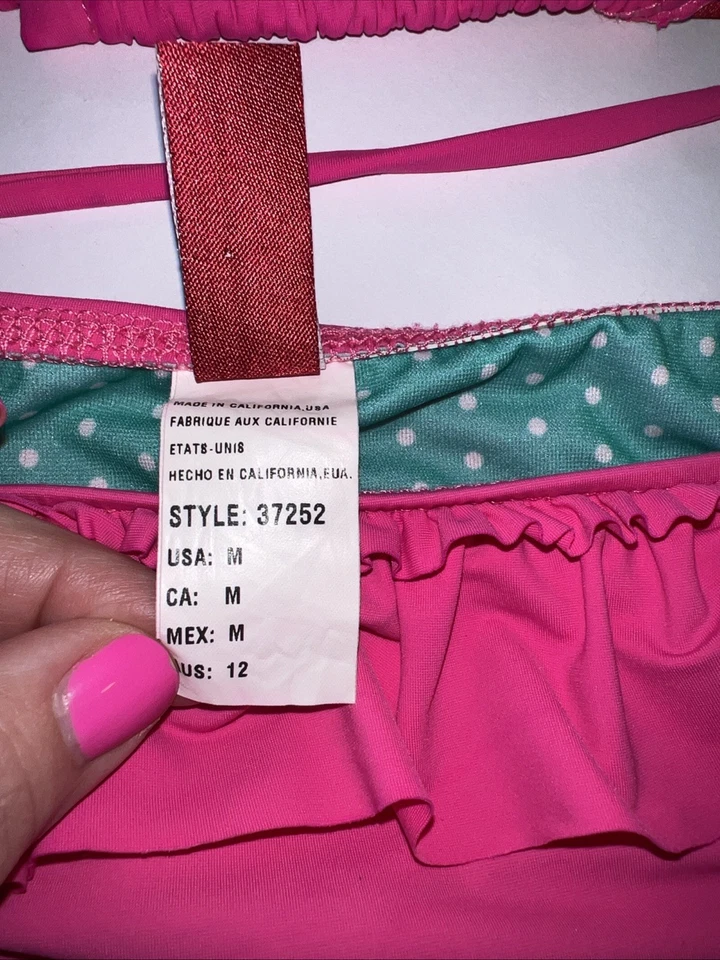 MADE IN CALIFORNIA,USA
FABRIQUE AUX CALIFORNIE
ETATS-UNIS
HECHO EN CALIFORNIA,EUA.
STYLE: 37252
USA: M
CA: M
MEX: M
US: 12